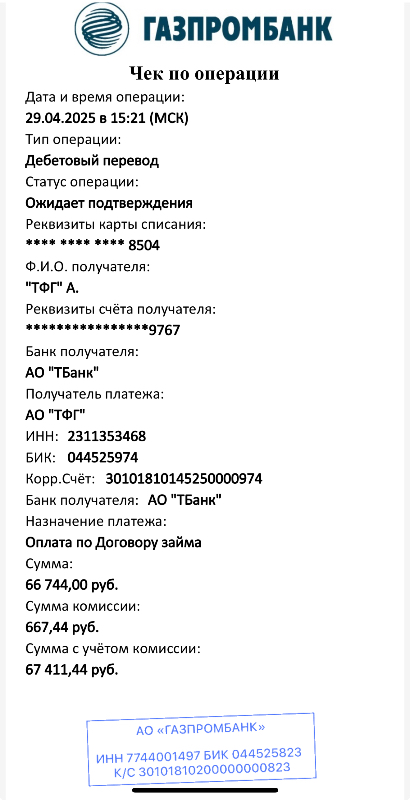 ГАЗПРОМБАНК
Чек по операции
Дата и время операции:
29.04.2025 в 15:21 (МСК)
Тип операции:
Дебетовый перевод
Статус операции:
Ожидает подтверждения
Реквизиты карты списания:
**** **** **** 8504
Ф.И.О. получателя:
"ТФГ" А.
Реквизиты счёта получателя:
****************9767
Банк получателя:
АО "ТБанк"
Получатель платежа:
АО "ТФГ"
ИНН: 2311353468
БИК: 044525974
Корр.Счёт: 30101810145250000974
Банк получателя: АО "ТБанк"
Назначение платежа:
Оплата по Договору займа
Сумма:
66 744,00 руб.
Сумма комиссии:
667,44 руб.
Сумма с учётом комиссии:
67 411,44 руб.
АО «ГАЗПРОМБАНК»
ИНН 7744001497 БИК 044525823
К/С 30101810200000000823